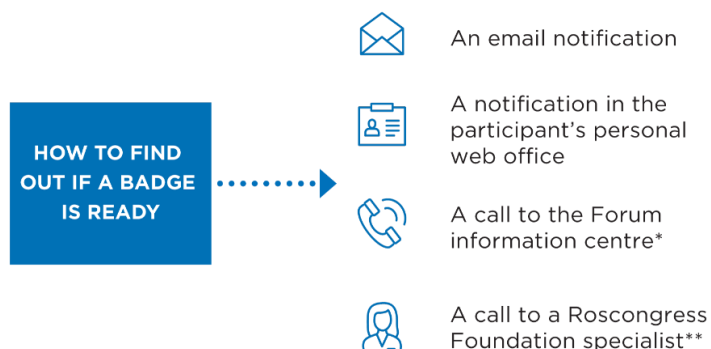 An email notification
A notification in the
participant's personal
web office
HOW TO FIND
OUT IF A BADGE
IS READY
A call to the Forum
information centre*
A call to a Roscongress
Foundation specialist**